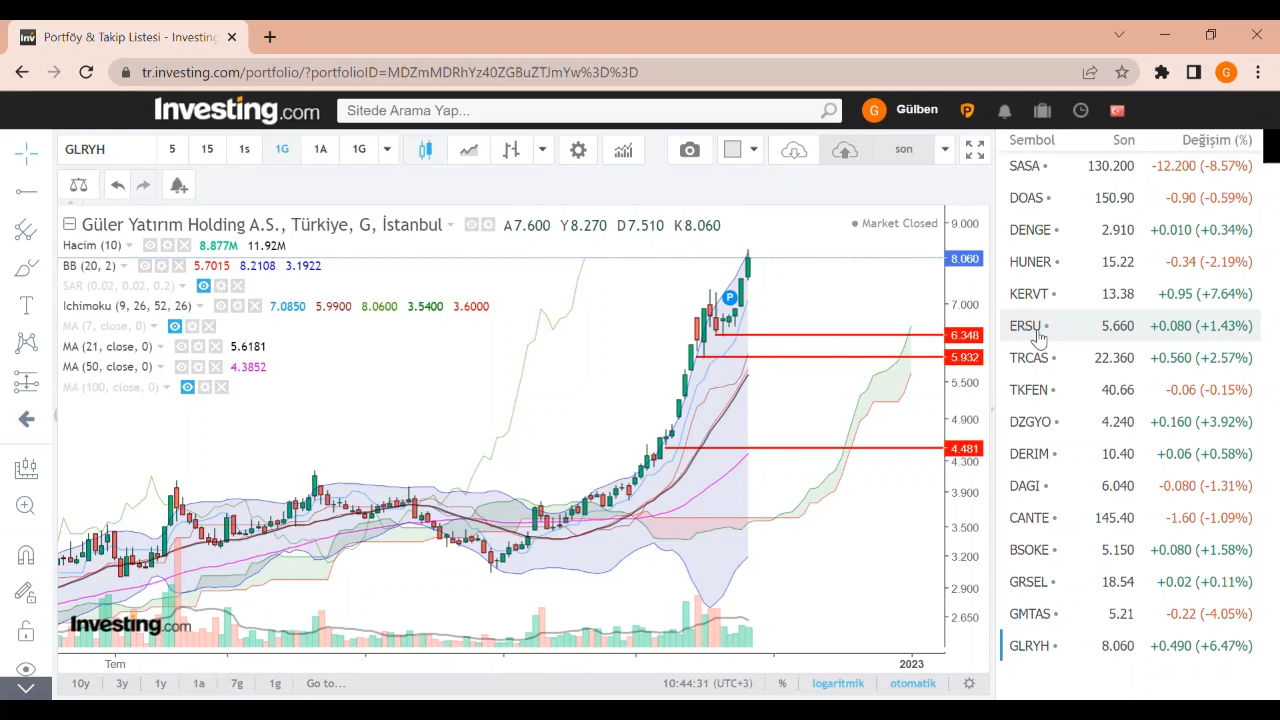 Portföy & Takip Listesi - Investing
tr.investing.com/portfolio/?portfolioID=MDZmMDRhYz40ZGBuZTJmYw%3D%3D
G
Investing.com
Sitede Arama Yap...
G Gülben
GLRYH 5 15 1s 1G 1A 1G son
Güler Yatırım Holding A.S., Türkiye, G, İstanbul A7.600 Y8.270 D7.510 K8.060
Market Closed
Hacim (10) 8.877M 11.92M
BB (20, 2) 5.7015 8.2108 3.1922
SAR (0.02, 0.02, 0.2)
Ichimoku (9, 26, 52, 26) 7.0850 5.9900 8.0600 3.5400 3.6000
MA (7, close, 0)
MA (21, close, 0) 5.6181
MA (50, close, 0) 4.3852
MA (100, close, 0)
P
9.000
8.060
7.000
6.348
5.932
5.500
4.900
4.481
4.300
3.900
3.500
3.200
2.900
2.650
Investing.com
Tem 2023
10y 3y 1y 1a 7g 1g Go to... 10:44:31 (UTC+3) % logaritmik otomatik
Sembol Son Değişim (%)
SASA 130.200 -12.200 (-8.57%)
DOAS 150.90 -0.90 (-0.59%)
DENGE 2.910 +0.010 (+0.34%)
HUNER 15.22 -0.34 (-2.19%)
KERVT 13.38 +0.95 (+7.64%)
ERSU 5.660 +0.080 (+1.43%)
TRCAS 22.360 +0.560 (+2.57%)
TKFEN 40.66 -0.06 (-0.15%)
DZGYO 4.240 +0.160 (+3.92%)
DERIM 10.40 +0.06 (+0.58%)
DAGI 6.040 -0.080 (-1.31%)
CANTE 145.40 -1.60 (-1.09%)
BSOKE 5.150 +0.080 (+1.58%)
GRSEL 18.54 +0.02 (+0.11%)
GMTAS 5.21 -0.22 (-4.05%)
GLRYH 8.060 +0.490 (+6.47%)